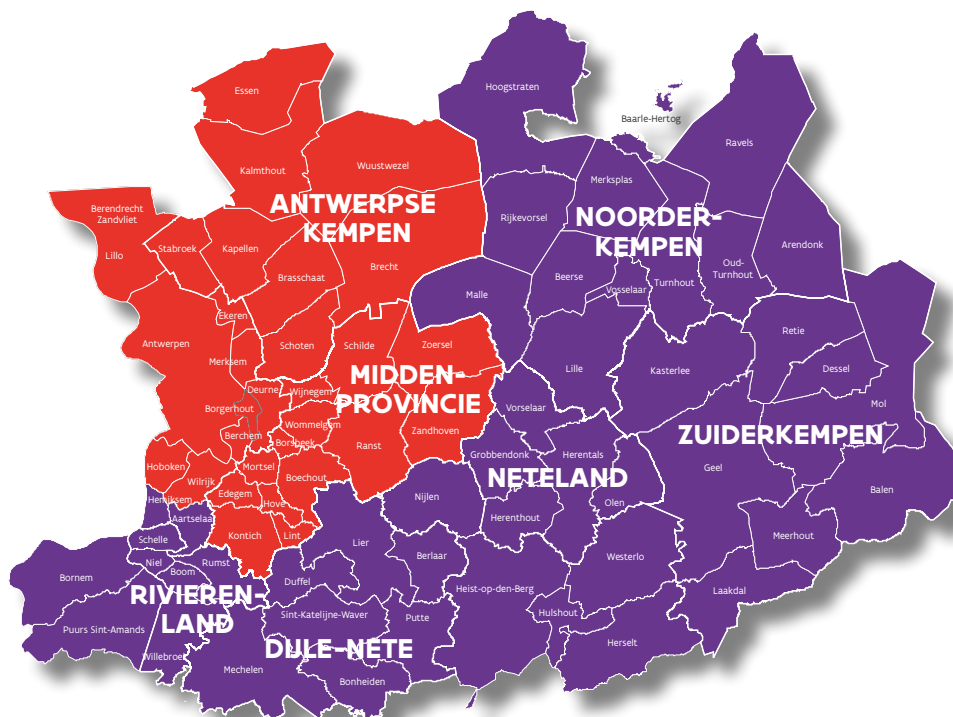 Essen
Hoogstraten
Baarle-Hertog
Ravels
Kalmthout
Wuustwezel
Merksplas
ANTWERPSE
KEMPEN
Berendrecht
Zandvliet
Lillo
Stabroek
Kapellen
Brasschaat
Brecht
Rijkevorsel
NOORDER-
KEMPEN
Arendonk
Oud-
Turnhout
Beerse
Vosselaar
Turnhout
Malle
Ekeren
Antwerpen
Merksem
Schoten
Schilde
Zoersel
Retie
Dessel
Lille
Kasterlee
MIDDEN-
PROVINCIE
Deurne
Wijnegem
Borgerhout
Wommelgem
Berchem
Borsbeek
Ranst
Zandhoven
Vorselaar
Mol
ZUIDERKEMPEN
Grobbendonk
Herentals
NETELAND
Geel
Balen
Hoboken
Wilrijk
Mortsel
Edegem
Boechout
Hove
Hemiksem
Aartselaa
Nijlen
Olen
Herenthout
Schelle
Kontich
Lint
Lier
Meerhout
Niel
Boom
Rumst
Berlaar
Westerlo
Bornem
Duffel
Heist-op-den-Berg
Laakdal
RIVIEREN-
LAND
Sint-Katelijne-Waver
Putte
Hulshout
Puurs Sint-Amands
Herselt
DIJLE-NETE
Willebroe
Mechelen
Bonheiden